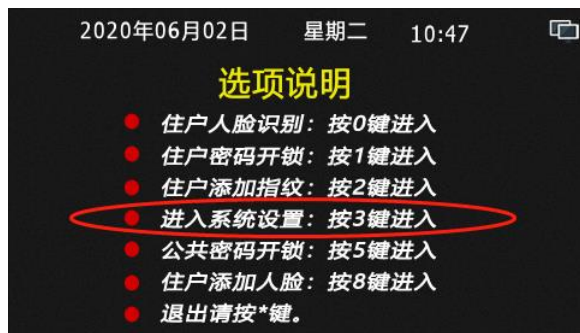 2020年06月02日 星期二 10:47
选项说明
住户人脸识别：按0键进入
住户密码开锁：按1键进入
住户添加指纹：按2键进入
进入系统设置：按3键进入
公共密码开锁：按5键进入
住户添加人脸：按8键进入
退出请按*键。